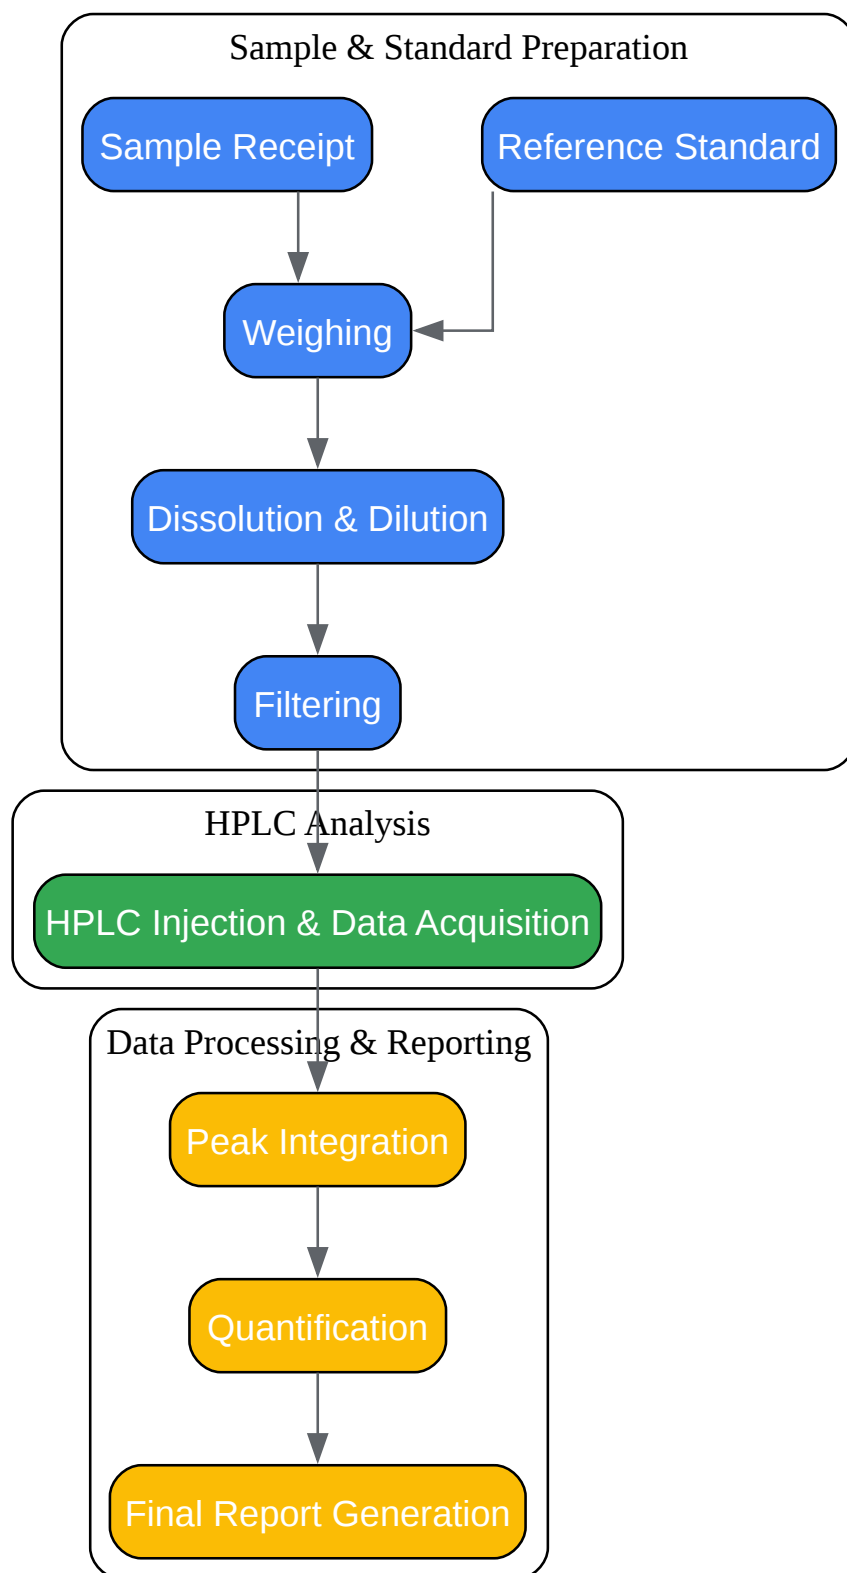 Sample & Standard Preparation
Sample Receipt
Reference Standard
Weighing
Dissolution & Dilution
Filtering
HPLC Analysis
HPLC Injection & Data Acquisition
Data Processing & Reporting
Peak Integration
Quantification
Final Report Generation